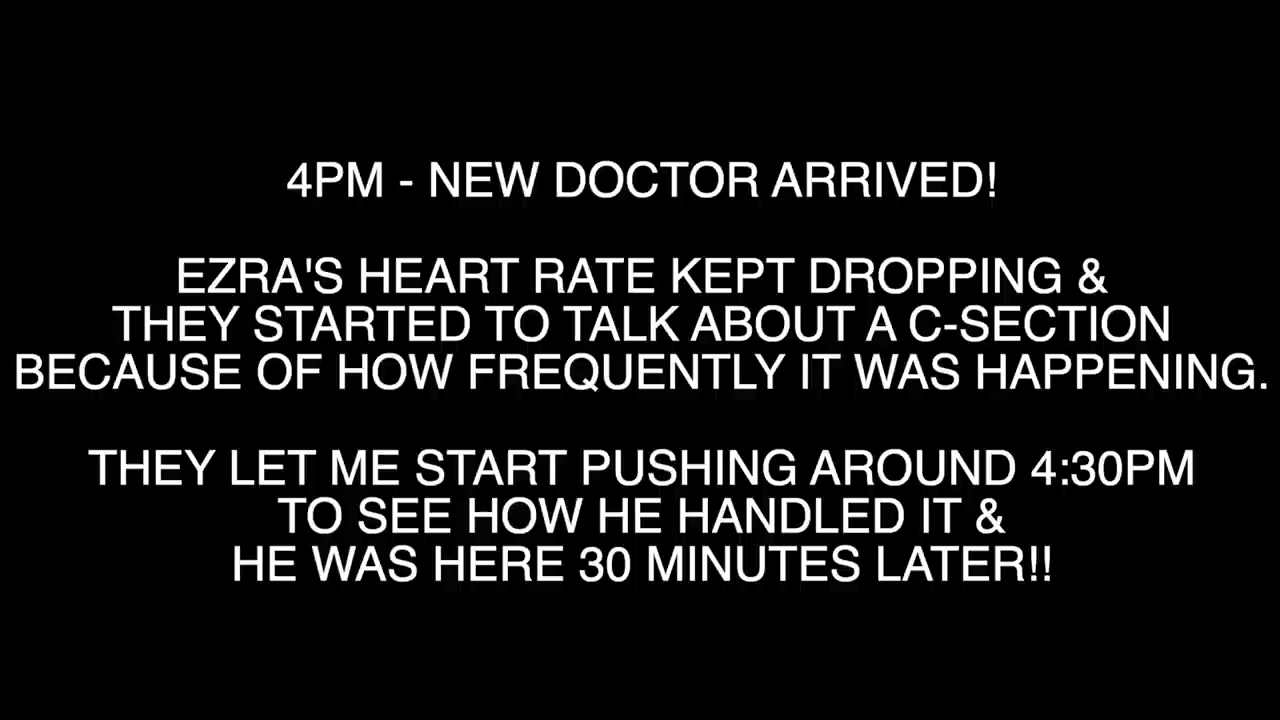 4PM - NEW DOCTOR ARRIVED!
EZRA'S HEART RATE KEPT DROPPING &
THEY STARTED TO TALK ABOUT A C-SECTION
BECAUSE OF HOW FREQUENTLY IT WAS HAPPENING.
THEY LET ME START PUSHING AROUND 4:30PM
TO SEE HOW HE HANDLED IT &
HE WAS HERE 30 MINUTES LATER!!